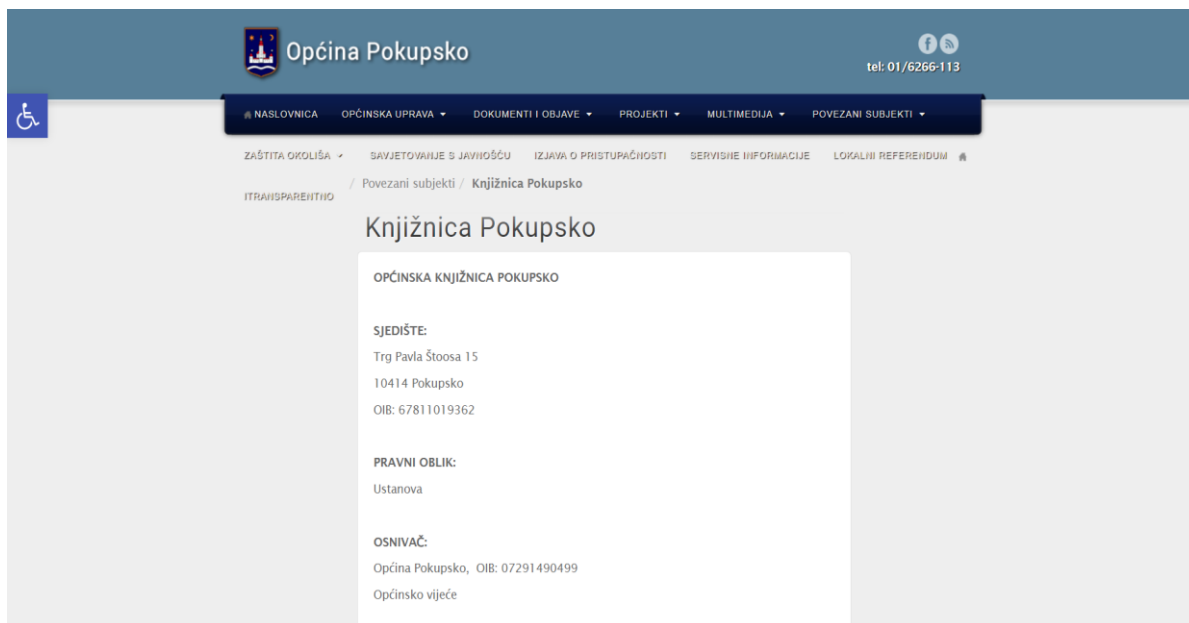 Općina Pokupsko
tel: 01/6266-113
NASLOVNICA OPĆINSKA UPRAVA DOKUMENTI I OBJAVE PROJEKTI MULTIMEDIJA POVEZANI SUBJEKTI
ZAŠTITA OKOLIŠA SAVJETOVANJE S JAVNOŠĆU IZJAVA O PRISTUPAČNOSTI SERVISNE INFORMACIJE LOKALNI REFERENDUM
ITRANSPARENTNO
/ Povezani subjekti / Knjižnica Pokupsko
Knjižnica Pokupsko
OPĆINSKA KNJIŽNICA POKUPSKO
SJEDIŠTE:
Trg Pavla Štoosa 15
10414 Pokupsko
OIB: 67811019362
PRAVNI OBLIK:
Ustanova
OSNIVAČ:
Općina Pokupsko, OIB: 07291490499
Općinsko vijeće